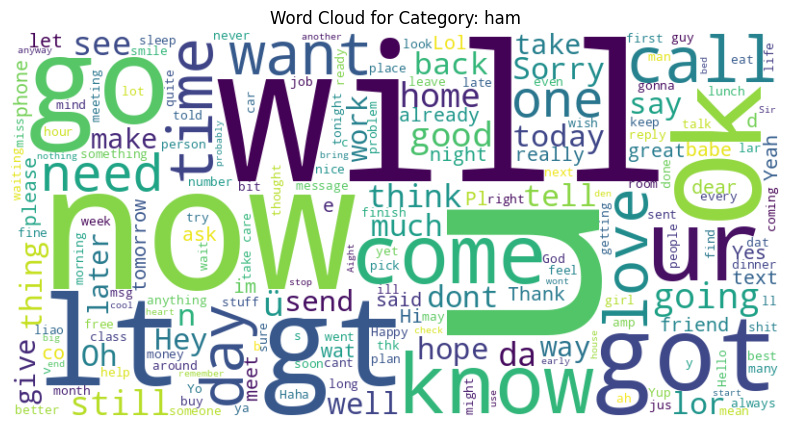 Word Cloud for Category: ham
anyway
let
see
sleep
smile
never
quite
time
want
will
another
ready
look
Lol
place
leave
late
take
Sorry
back
even
first
guy
man
gonna
call
bed
eat
life
go
mind
missphone
lot
meeting
told
job
car
tonight
problem
work
home
already
good
night
one
today
really
wish
say
keep
reply
lunch
Sir
talk
d
ok
hour
make
person
probably
bring
c
nice
great
babe
lar
Yeah
waiting
nothing
something
please
need
number
bit
thought
message
think
Pl
right
tell
next
den
room
dear
done
every
coming
fine
week
try
wait
ask
now
take care
e
finish
much
come
u
God
feel
getting
love
sent
people
ur
find
Yes
dat
dinner
text
thing
later
tomorrow
morning
im
stop
Aight
yet
pick
dont
Thank
wont
msg
cool
anything
stuff
ü
send
ill
said
Hi
may
girl
going
ll
liao
big
free
heart
n
day
sure
s
went
wat
Happy
thk
plan
check
house
amp
friend
shit
give
co
end
lt
class
money
around
Hey
Oh
help
remember
meet
soon
cant
gt
hope
da
way
early
got
Hello
best
many
month
still
Yo
buy
someone
ya
Haha
long
well
know
might
use
ah
Yup
jus
lor
y
start
mean
always
better